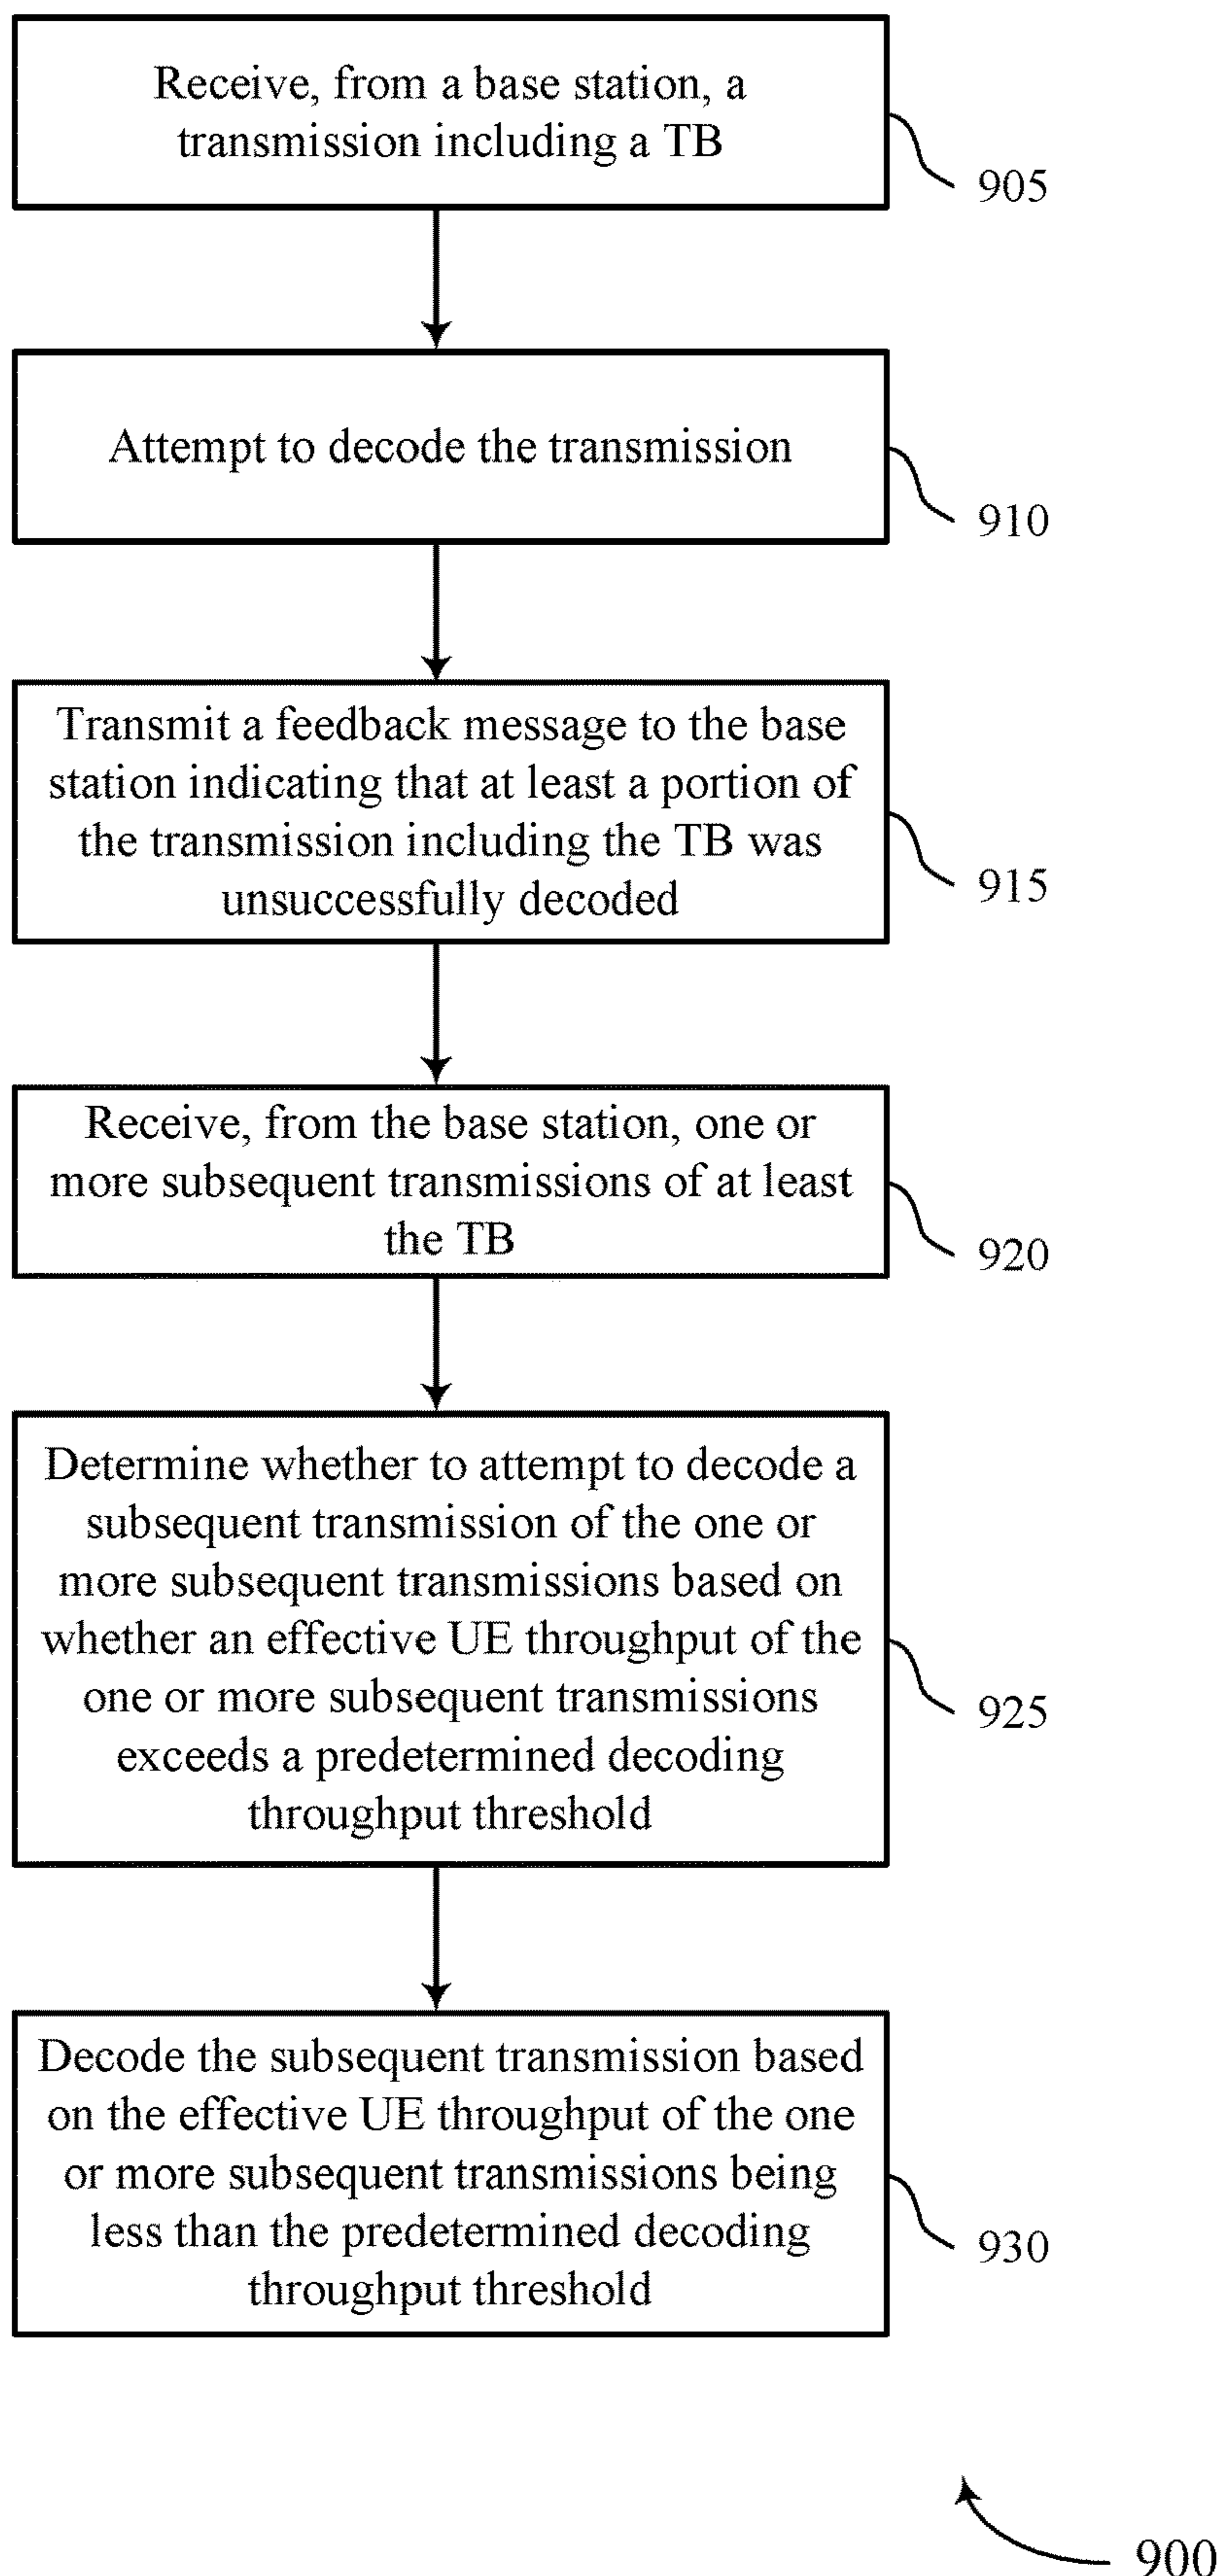 Receive, from a base station, a
transmission including a TB
905
Attempt to decode the transmission
910
Transmit a feedback message to the base
station indicating that at least a portion of
the transmission including the TB was
unsuccessfully decoded
915
Receive, from the base station, one or
more subsequent transmissions of at least
the TB
920
Determine whether to attempt to decode a
subsequent transmission of the one or
more subsequent transmissions based on
whether an effective UE throughput of the
one or more subsequent transmissions
exceeds a predetermined decoding
throughput threshold
925
Decode the subsequent transmission based
on the effective UE throughput of the one
or more subsequent transmissions being
less than the predetermined decoding
throughput threshold
930
900